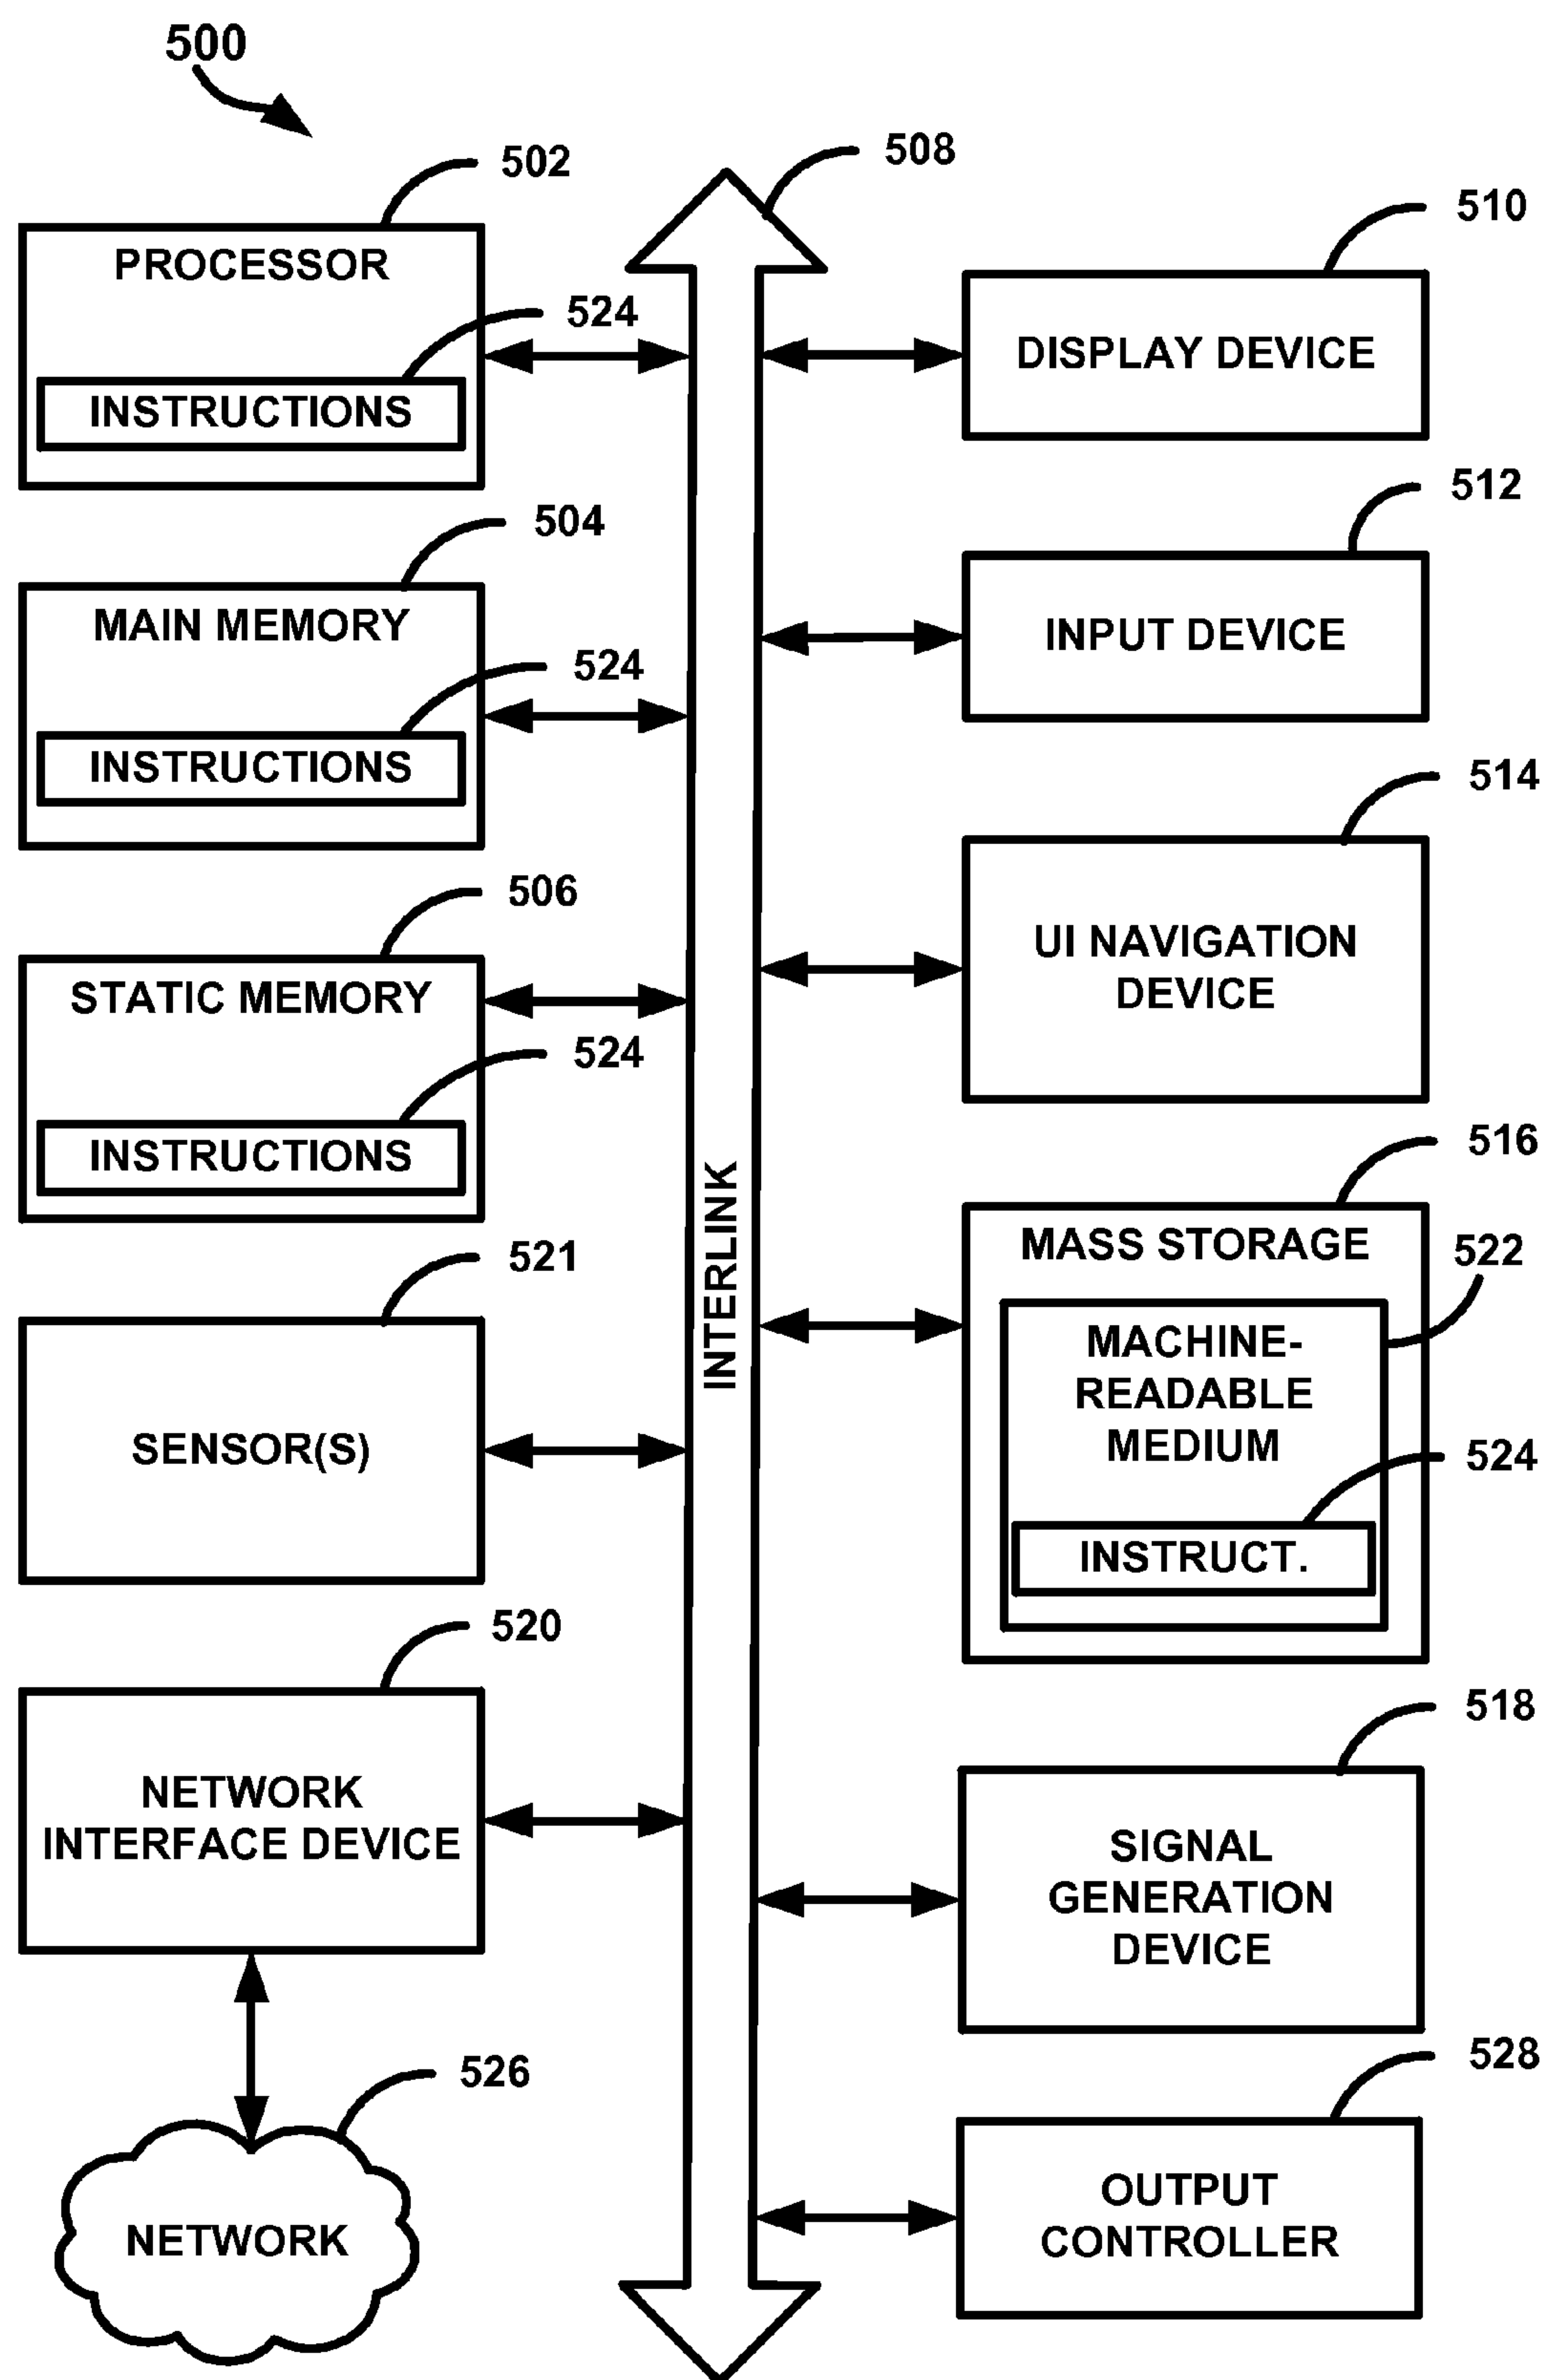 500
502
PROCESSOR
524
INSTRUCTIONS
504
MAIN MEMORY
524
INSTRUCTIONS
506
STATIC MEMORY
524
INSTRUCTIONS
521
SENSOR(S)
520
NETWORK
INTERFACE DEVICE
526
NETWORK
508
INTERLINK
510
DISPLAY DEVICE
512
INPUT DEVICE
514
UI NAVIGATION
DEVICE
516
MASS STORAGE
522
MACHINE-
READABLE
MEDIUM
524
INSTRUCT.
518
SIGNAL
GENERATION
DEVICE
528
OUTPUT
CONTROLLER